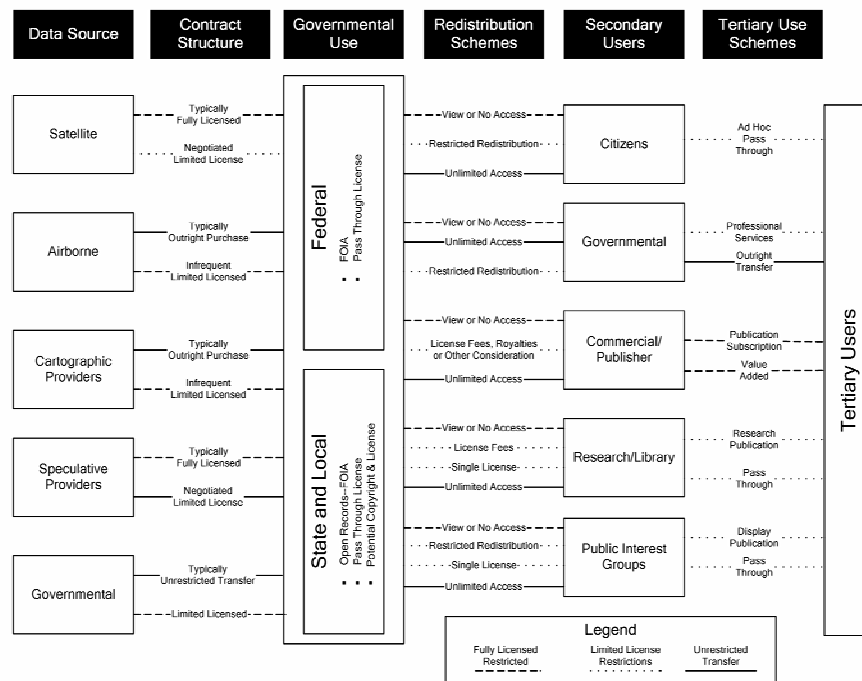 Data Source
Contract
Structure
Governmental
Use
Redistribution
Schemes
Secondary
Users
Tertiary Use
Schemes
Satellite
Typically
Fully Licensed
Negotiated
Limited License
Airborne
Typically
Outright Purchase
Infrequent
Limited Licensed
Cartographic
Providers
Typically
Outright Purchase
Infrequent
Limited Licensed
Speculative
Providers
Typically
Fully Licensed
Negotiated
Limited License
Governmental
Typically
Unrestricted Transfer
Limited Licensed
Federal
▪ FOIA
▪ Pass Through License
State and Local
▪ Open Records--FOIA
▪ Pass Through License
▪ Potential Copyright & License
View or No Access
Restricted Redistribution
Unlimited Access
Citizens
Ad Hoc
Pass
Through
View or No Access
Unlimited Access
Restricted Redistribution
Governmental
Professional
Services
Outright
Transfer
View or No Access
License Fees, Royalties
or Other Consideration
Unlimited Access
Commercial/
Publisher
Publication
Subscription
Value
Added
View or No Access
License Fees
Single License
Unlimited Access
Research/Library
Research
Publication
Pass
Through
View or No Access
Restricted Redistribution
Single License
Unlimited Access
Public Interest
Groups
Display
Publication
Pass
Through
Tertiary Users
Legend
Fully Licensed
Restricted
Limited License
Restrictions
Unrestricted
Transfer